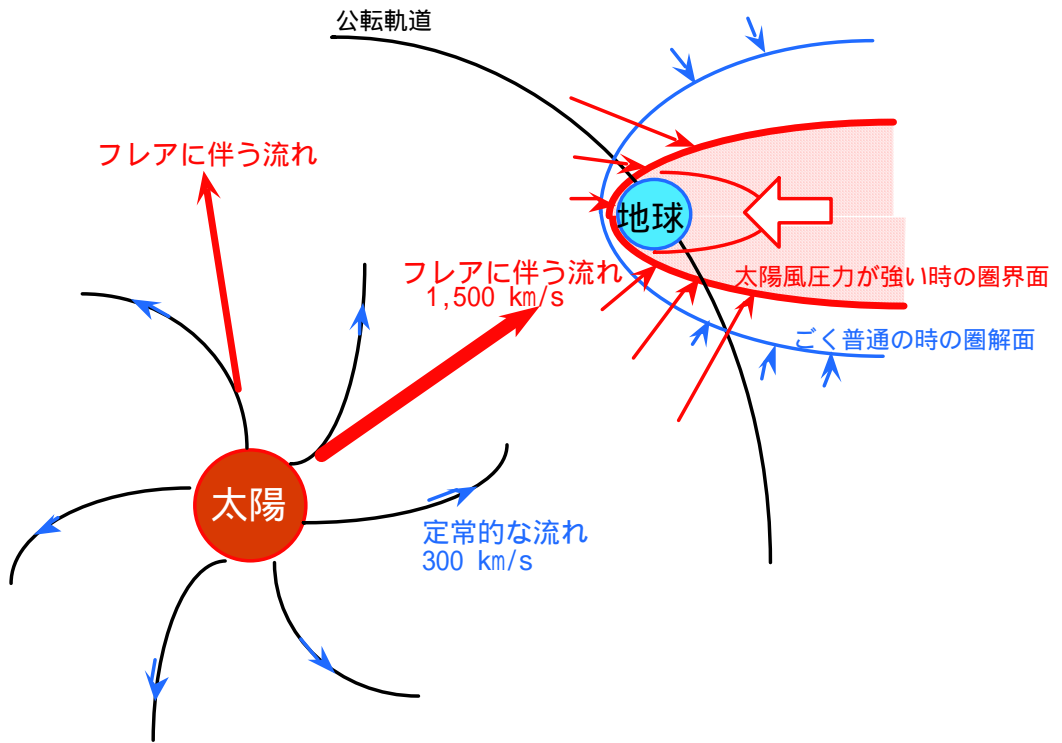 公転軌道
フレアに伴う流れ
地球
フレアに伴う流れ
1,500 km/s
太陽風圧力が強い時の圏界面
ごく普通の時の圏解面
太陽
定常的な流れ
300 km/s